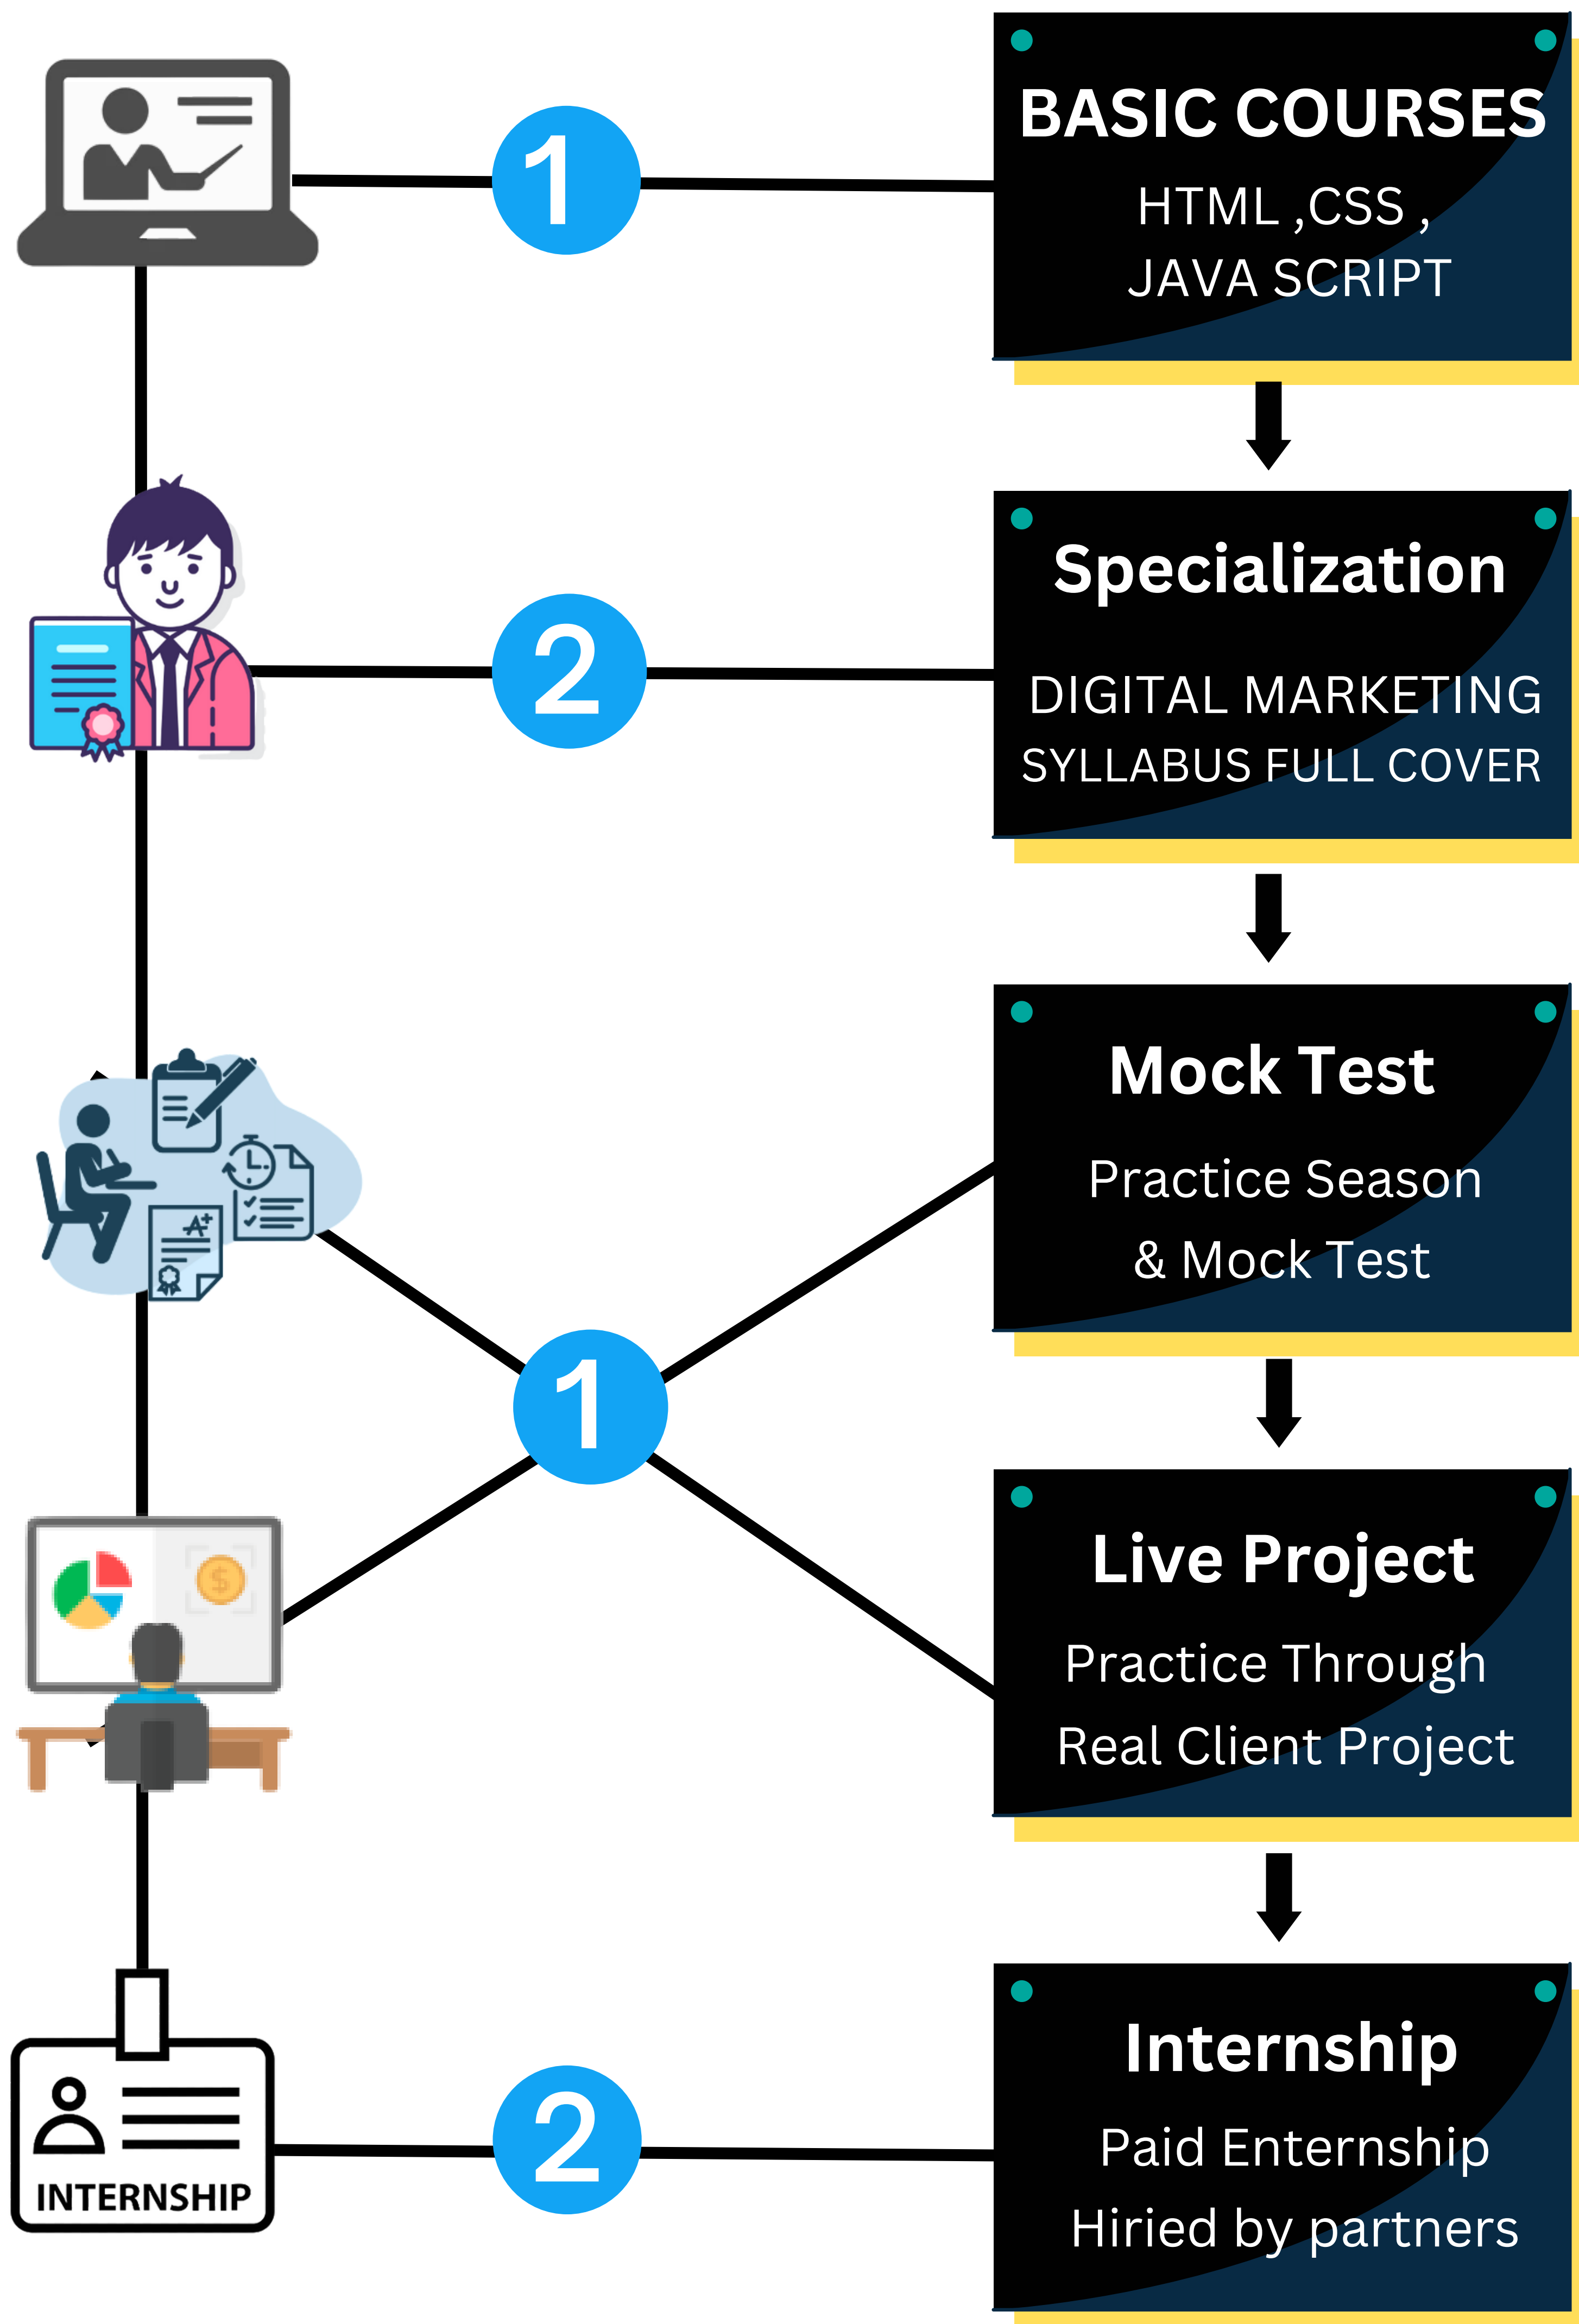 1
BASIC COURSES
HTML ,CSS ,
JAVA SCRIPT
2
Specialization
DIGITAL MARKETING
SYLLABUS FULL COVER
A+
Mock Test
Practice Season
& Mock Test
1
$
Live Project
Practice Through
Real Client Project
INTERNSHIP
2
Internship
Paid Enternship
Hiried by partners